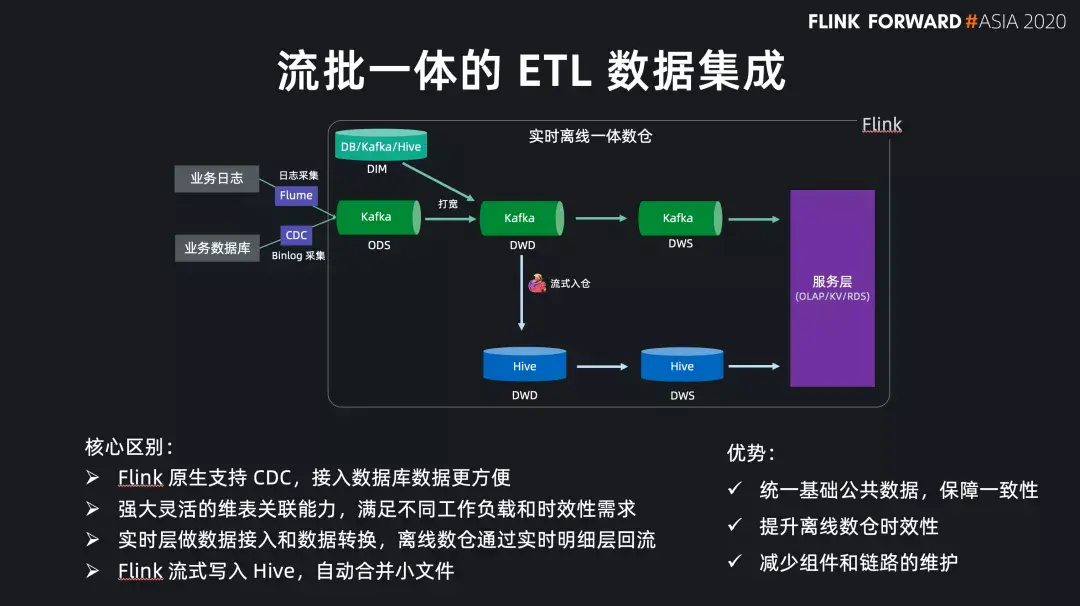 FLINK FORWARD #ASIA 2020
流批一体的 ETL 数据集成
Flink
实时离线一体数仓
DB/Kafka/Hive
DIM
业务日志
日志采集
Flume
打宽
Kafka
ODS
Kafka
DWD
Kafka
DWS
业务数据库
CDC
Binlog 采集
流式入仓
服务层
(OLAP/KV/RDS)
Hive
DWD
Hive
DWS
核心区别：
Flink 原生支持 CDC，接入数据库数据更方便
强大灵活的维表关联能力，满足不同工作负载和时效性需求
实时层做数据接入和数据转换，离线数仓通过实时明细层回流
Flink 流式写入 Hive，自动合并小文件
优势：
统一基础公共数据，保障一致性
提升离线数仓时效性
减少组件和链路的维护